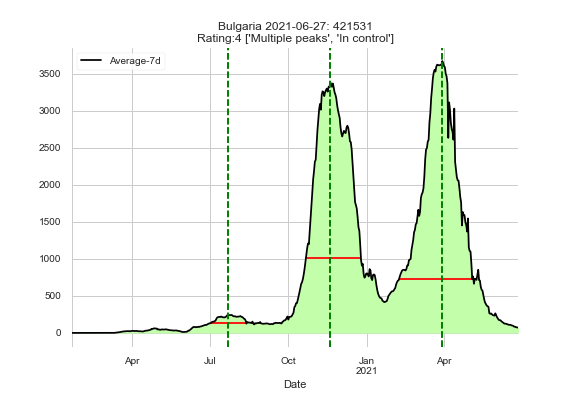 Bulgaria 2021-06-27: 421531
Rating:4 ['Multiple peaks', 'In control']
Average-7d
3500
3000
2500
2000
1500
1000
500
0
Apr
Jul
Oct
Jan
2021
Apr
Date